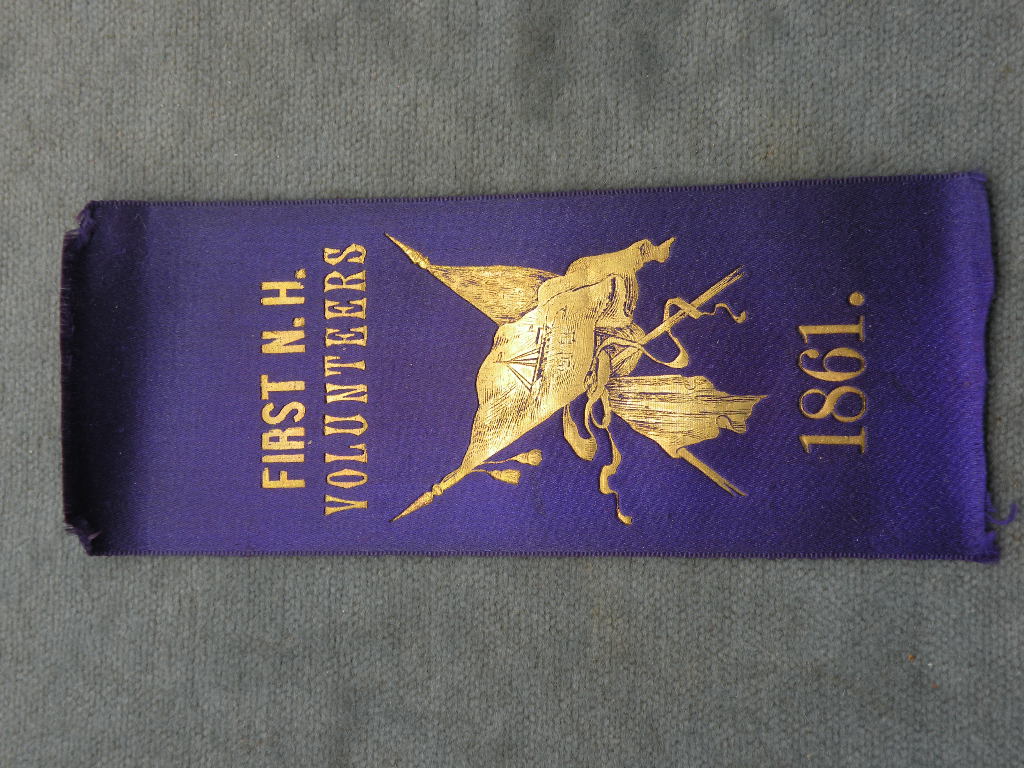 FIRST N. H.
VOLUNTEERS
1861.